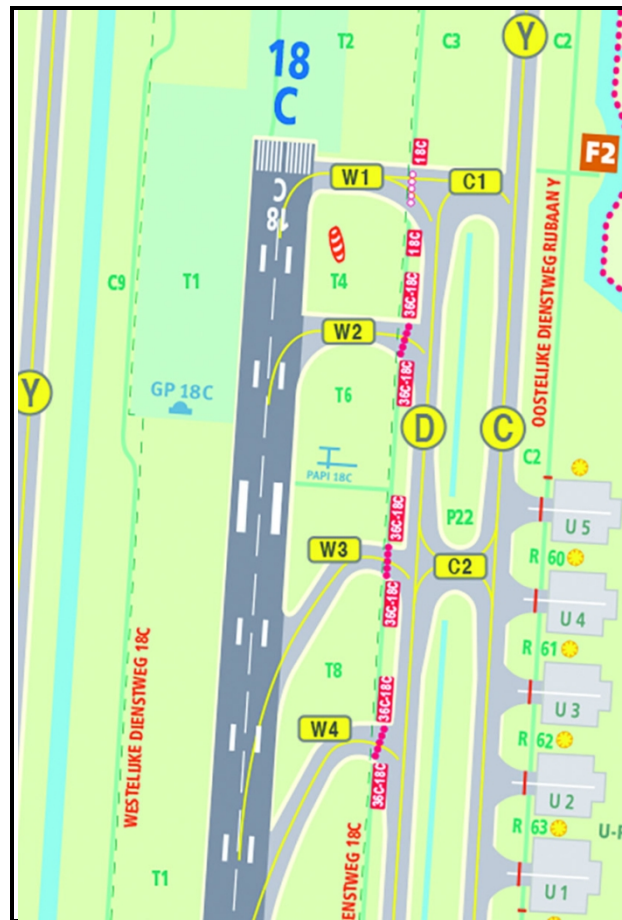 T2
C3
Y
C2
18
C
F2
18C
W1
C1
18
C
18C
T4
C9
T1
36C-18C
W2
36C-18C
OOSTELIJKE DIENSTWEG RIJBAAN Y
Y
GP 18C
T6
D
C
C2
PAPI 18C
36C-18C
P22
U 5
W3
C2
R 60
36C-18C
U 4
R 61
T8
36C-18C
U 3
W4
R 62
WESTELIJKE DIENSTWEG 18C
36C-18C
U 2
R 63
T1
ENSTWEG 18C
U 1